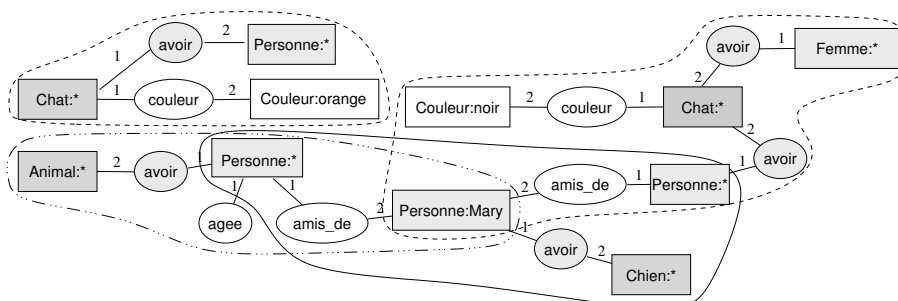 avoir 2 Personne:*
1
Chat:* 1 couleur 2 Couleur:orange
avoir 1 Femme:*
2
Couleur:noir 2 couleur 1 Chat:*
2
avoir
1
Animal:* 2 avoir 1 Personne:*
1 1
agee amis_de 2 Personne:Mary 2 amis_de 1 Personne:*
1
avoir 2 Chien:*